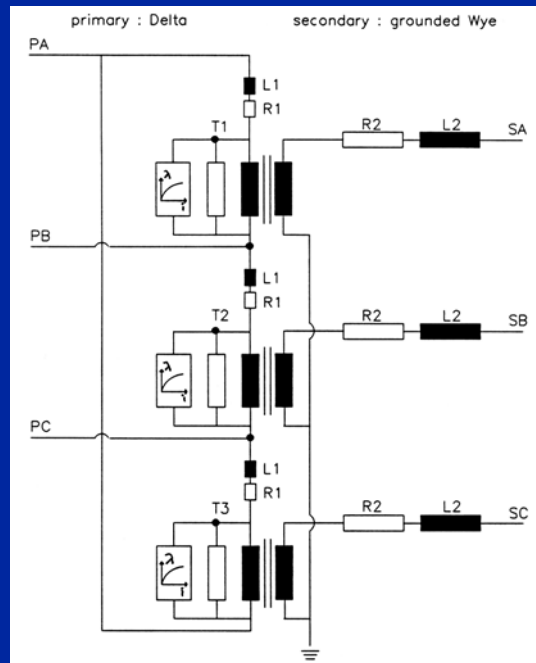 primary : Delta secondary : grounded Wye
PA
L1
R1
T1
R2 L2 SA
λ
i
PB
L1
R1
T2
R2 L2 SB
λ
i
PC
L1
R1
T3
R2 L2 SC
λ
i